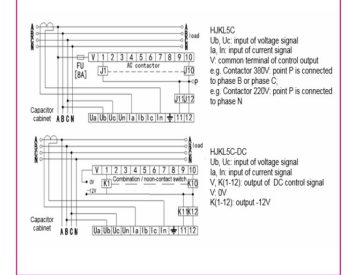 A
B
C
N
load
V 1 2 3 4 5 6 7 8 9 10
AC contactor
FU
[8A]
J1
J10
P
J11 J12
Capacitor
cabinet
A B C N
Ua Ub Uc Un Ia Ib Ic In 11 12
HJKL5C
Ub, Uc: input of voltage signal
Ia, In: input of current signal
V: common terminal of control output
e.g. Contactor 380V: point P is connected
to phase B or phase C;
e.g. Contactor 220V: point P is connected
to phase N
A
B
C
N
load
V 1 2 3 4 5 6 7 8 9 10
Combination / noon-contact switch
0V
K1
K10
-12V
K11 K12
Capacitor
cabinet
A B C N
Ua Ub Uc Un Ia Ib Ic In 11 12
HJKL5C-DC
Ub, Uc: input of voltage signal
Ia, In: input of current signal
V, K(1-12): output of DC control signal
V: 0V
K(1-12): output -12V